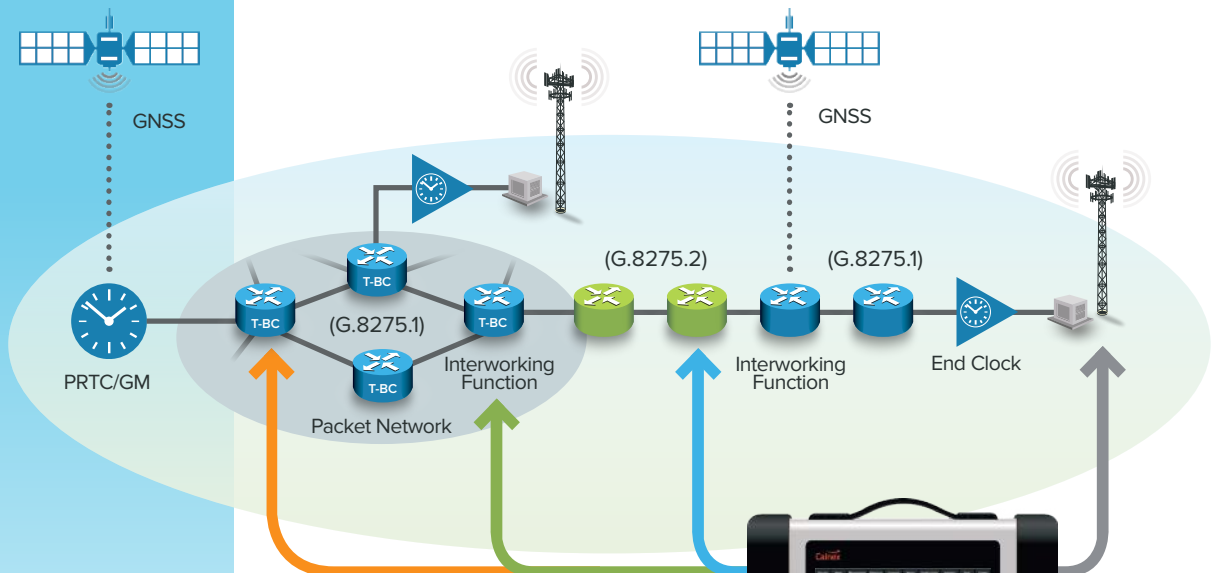 GNSS
GNSS
(G.8275.2)
(G.8275.1)
T-BC
T-BC
(G.8275.1)
T-BC
T-BC
PRTC/GM
Interworking
Function
Interworking
Function
End Clock
Packet Network
Calnex